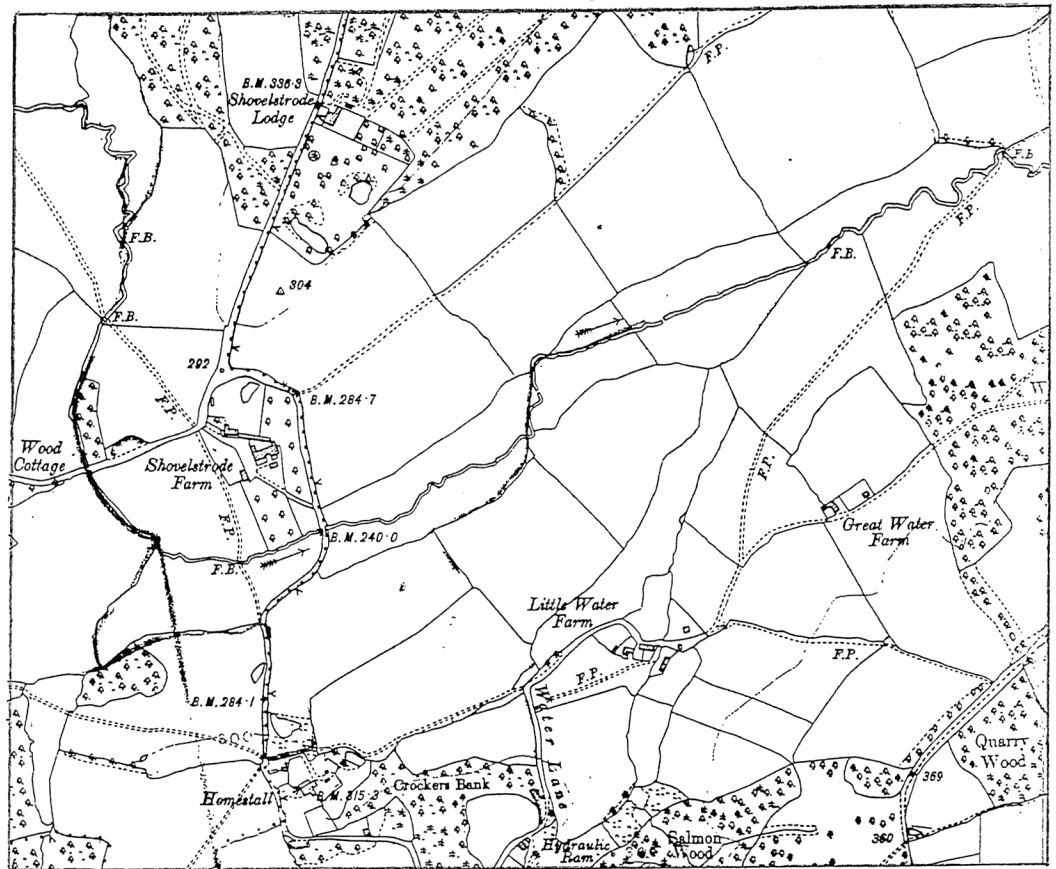 F.P.
B.M. 336.3
Shovelstrode
Lodge
F.b
F.P.
F.B.
F.B.
304
F.B.
292
B.M. 284.7
F.P.
W
Wood
Cottage
Shovelstrode
Farm
F.P.
F.P.
Great Water
Farm
B.M. 240.0
F.B.
Little Water
Farm
F.P.
F.P.
B.M. 284.1
Water Lane
Quarry
Wood
369
Crockers Bank
Homestall
B.M. 315.3
Salmon
Wood
360
Hydraulic
Ram